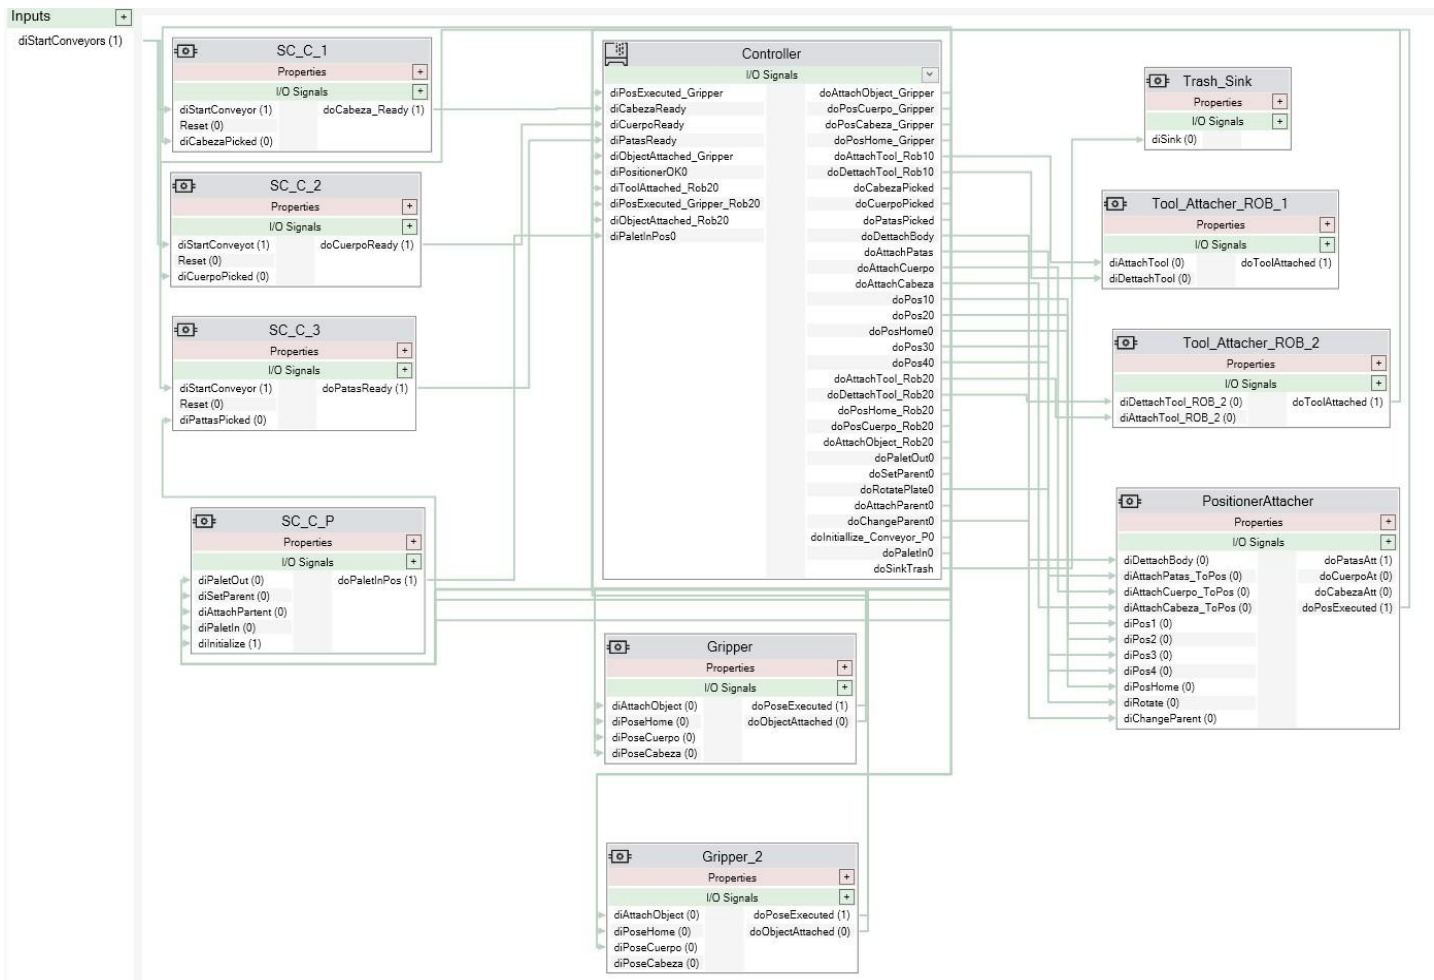 Inputs +
diStartConveyors (1)
SC_C_1
Properties +
I/O Signals +
diStartConveyor (1) doCabeza_Ready (1)
Reset (0)
diCabezaPicked (0)
SC_C_2
Properties +
I/O Signals +
diStartConveyot (1) doCuerpoReady (1)
Reset (0)
diCuerpoPicked (0)
SC_C_3
Properties +
I/O Signals +
diStartConveyor (1) doPatasReady (1)
Reset (0)
diPattasPicked (0)
SC_C_P
Properties +
I/O Signals +
diPaletOut (0) doPaletInPos (1)
diSetParent (0)
diAttachPartent (0)
diPaletIn (0)
diInitialize (1)
Controller
I/O Signals
diPosExecuted_Gripper doAttachObject_Gripper
diCabezaReady doPosCuerpo_Gripper
diCuerpoReady doPosCabeza_Gripper
diPatasReady doPosHome_Gripper
diObjectAttached_Gripper doAttachTool_Rob10
diPositionerOK0 doDettachTool_Rob10
diToolAttached_Rob20 doCabezaPicked
diPosExecuted_Gripper_Rob20 doCuerpoPicked
diObjectAttached_Rob20 doPatasPicked
diPaletInPos0 doDettachBody
doAttachPatas
doAttachCuerpo
doAttachCabeza
doPos10
doPos20
doPosHome0
doPos30
doPos40
doAttachTool_Rob20
doDettachTool_Rob20
doPosHome_Rob20
doPosCuerpo_Rob20
doAttachObject_Rob20
doPaletOut0
doSetParent0
doRotatePlate0
doAttachParent0
doChangeParent0
doInitiallize_Conveyor_P0
doPaletIn0
doSinkTrash
Gripper
Properties +
I/O Signals +
diAttachObject (0) doPoseExecuted (1)
diPoseHome (0) doObjectAttached (0)
diPoseCuerpo (0)
diPoseCabeza (0)
Gripper_2
Properties +
I/O Signals +
diAttachObject (0) doPoseExecuted (1)
diPoseHome (0) doObjectAttached (0)
diPoseCuerpo (0)
diPoseCabeza (0)
Trash_Sink
Properties +
I/O Signals +
diSink (0)
Tool_Attacher_ROB_1
Properties +
I/O Signals +
diAttachTool (0) doToolAttached (1)
diDettachTool (0)
Tool_Attacher_ROB_2
Properties +
I/O Signals +
diDettachTool_ROB_2 (0) doToolAttached (1)
diAttachTool_ROB_2 (0)
PositionerAttacher
Properties +
I/O Signals +
diDettachBody (0) doPatasAtt (1)
diAttachPatas_ToPos (0) doCuerpoAt (0)
diAttachCuerpo_ToPos (0) doCabezaAtt (0)
diAttachCabeza_ToPos (0) doPosExecuted (1)
diPos1 (0)
diPos2 (0)
diPos3 (0)
diPos4 (0)
diPosHome (0)
diRotate (0)
diChangeParent (0)